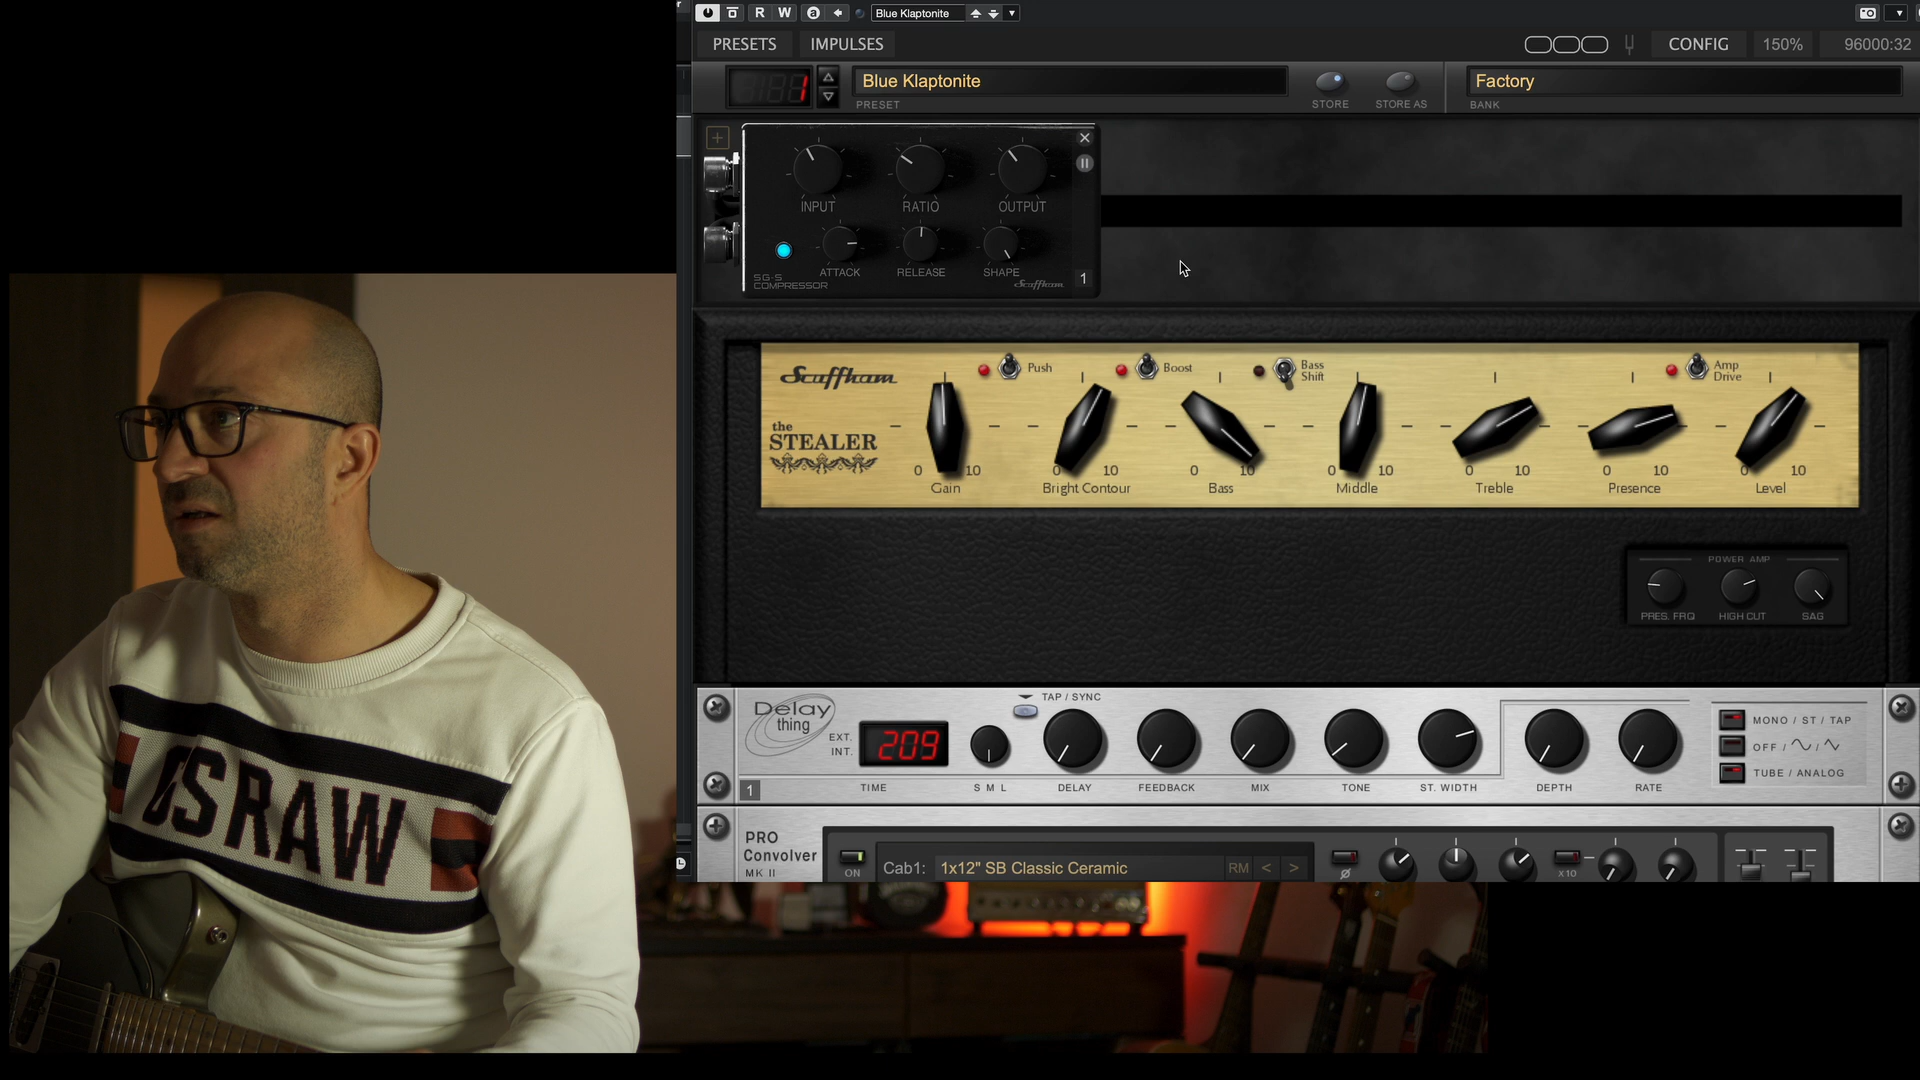 R W a Blue Klaptonite
PRESETS IMPULSES CONFIG 150% 96000:32
1 Blue Klaptonite Factory
PRESET STORE STORE AS BANK
INPUT RATIO OUTPUT
ATTACK RELEASE SHAPE 1
SG-S
COMPRESSOR Scuffham
Scuffham Push Boost Bass Shift Amp Drive
the
STEALER
0 10 0 10 0 10 0 10 0 10 0 10 0 10
Gain Bright Contour Bass Middle Treble Presence Level
POWER AMP
PRES. FRQ HIGH CUT SAG
Delay
thing
TAP / SYNC
EXT.
INT.
209
MONO / ST / TAP
OFF /
TUBE / ANALOG
1 TIME S M L DELAY FEEDBACK MIX TONE ST. WIDTH DEPTH RATE
PRO
Convolver
MK II
ON Cab1: 1x12" SB Classic Ceramic RM < > Ø X10
GSRAW